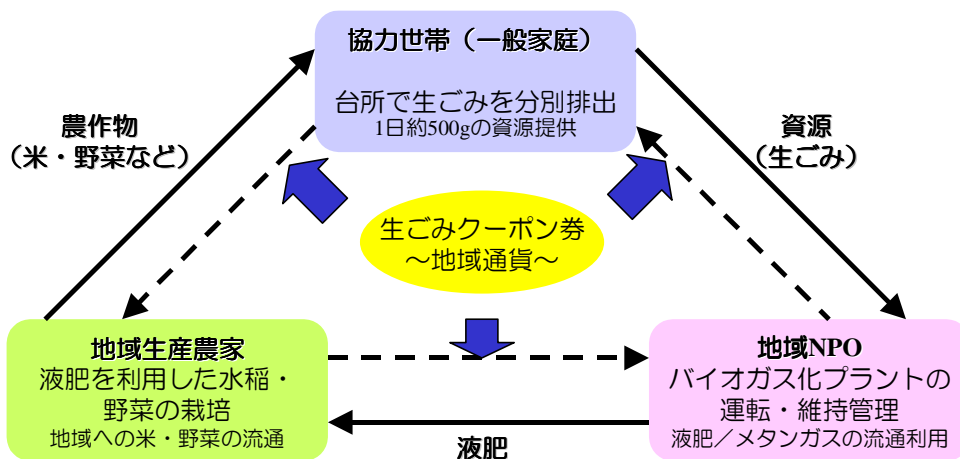 協力世帯（一般家庭）
台所で生ごみを分別排出
1日約500gの資源提供
農作物
（米・野菜など）
資源
（生ごみ）
生ごみクーポン券
～地域通貨～
地域生産農家
液肥を利用した水稲・
野菜の栽培
地域への米・野菜の流通
地域NPO
バイオガス化プラントの
運転・維持管理
液肥／メタンガスの流通利用
液肥